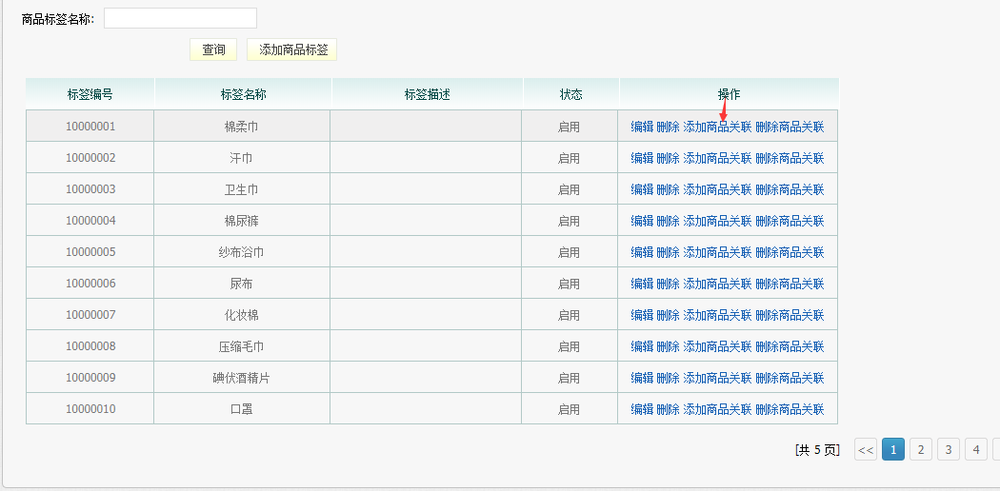 商品标签名称:
查询 添加商品标签
标签编号 标签名称 标签描述 状态 操作
10000001 棉柔巾 启用 编辑 删除 添加商品关联 删除商品关联
10000002 汗巾 启用 编辑 删除 添加商品关联 删除商品关联
10000003 卫生巾 启用 编辑 删除 添加商品关联 删除商品关联
10000004 棉尿裤 启用 编辑 删除 添加商品关联 删除商品关联
10000005 纱布浴巾 启用 编辑 删除 添加商品关联 删除商品关联
10000006 尿布 启用 编辑 删除 添加商品关联 删除商品关联
10000007 化妆棉 启用 编辑 删除 添加商品关联 删除商品关联
10000008 压缩毛巾 启用 编辑 删除 添加商品关联 删除商品关联
10000009 碘伏酒精片 启用 编辑 删除 添加商品关联 删除商品关联
10000010 口罩 启用 编辑 删除 添加商品关联 删除商品关联
[共 5 页] << 1 2 3 4